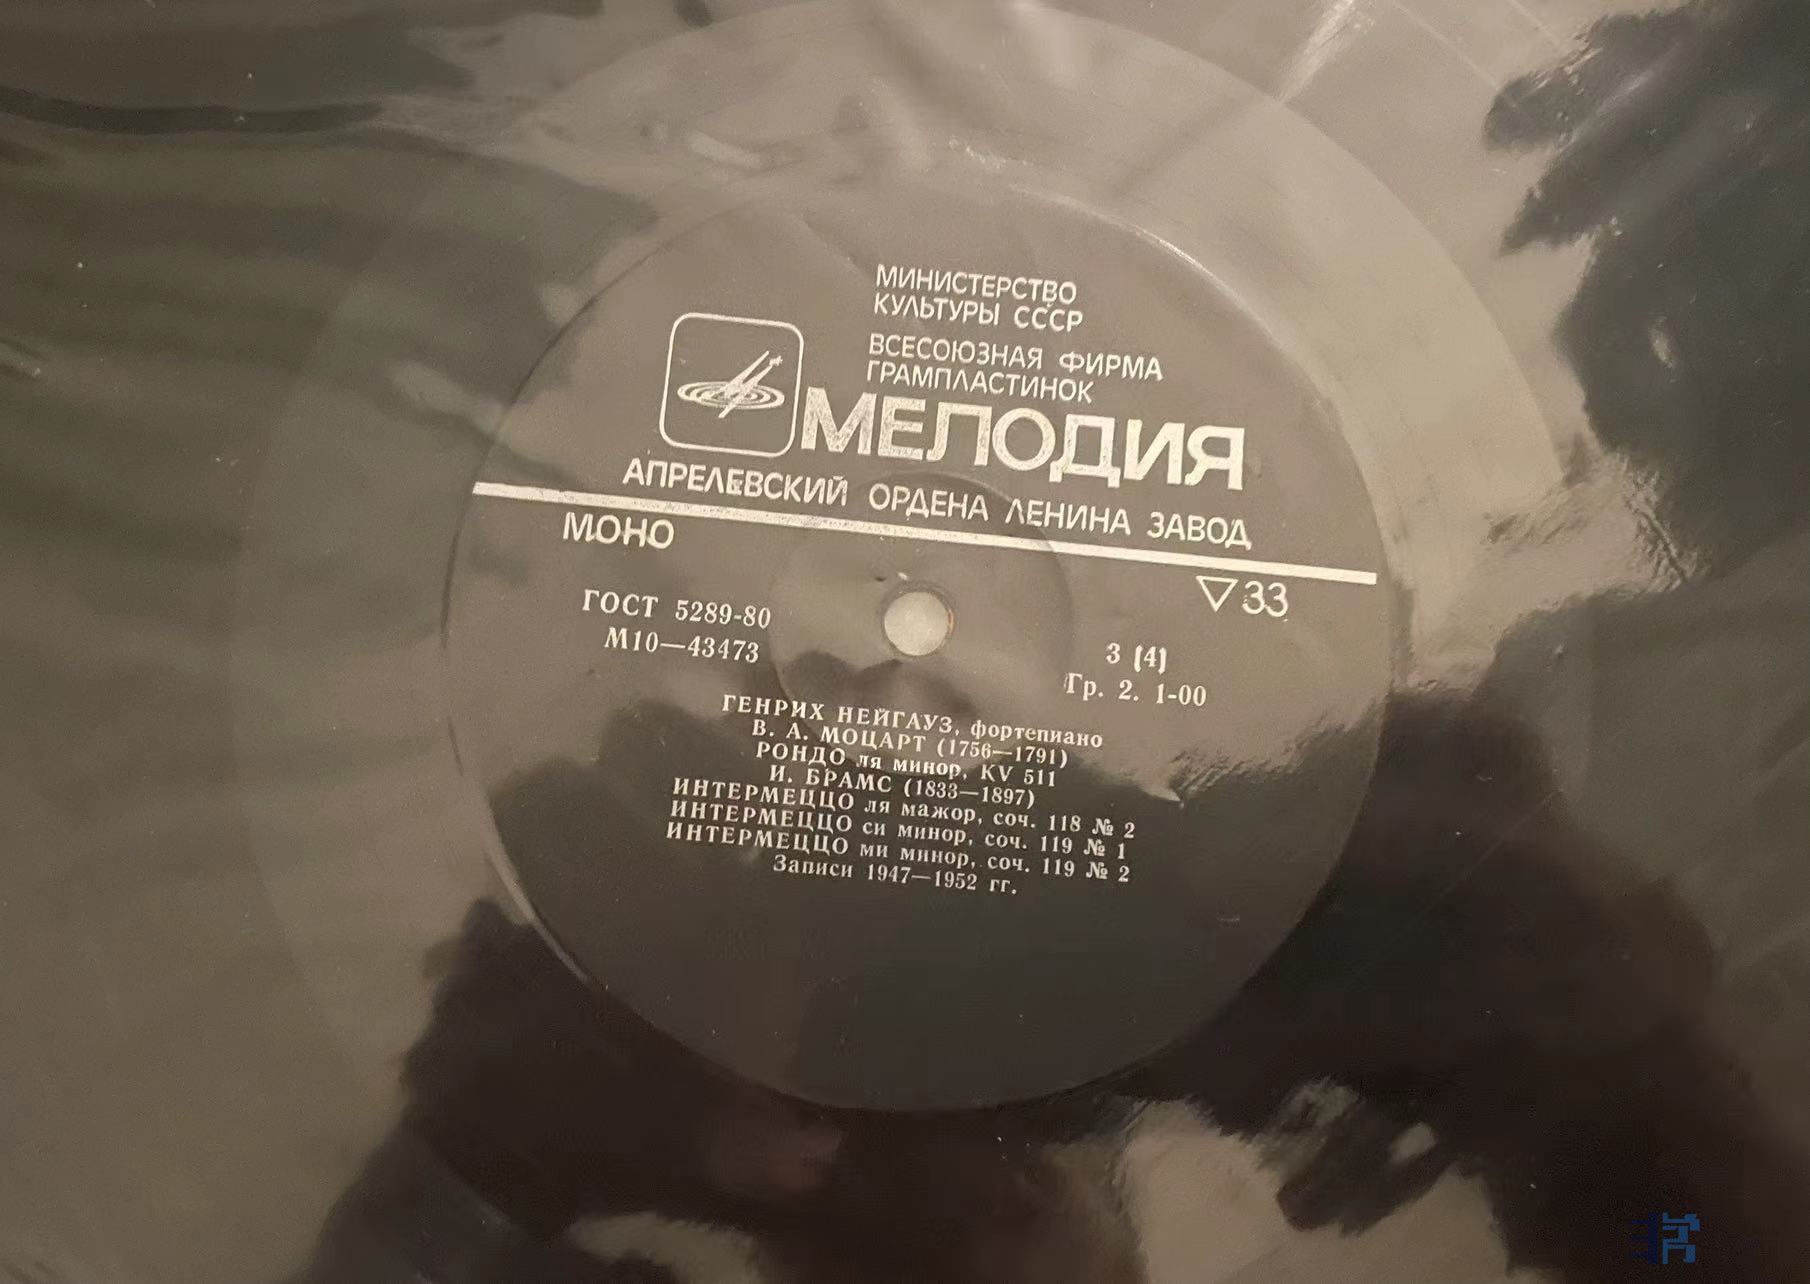 МИНИСТЕРСТВО
КУЛЬТУРЫ СССР
ВСЕСОЮЗНАЯ ФИРМА
ГРАМПЛАСТИНОК
МЕЛОДИЯ
АПРЕЛЕВСКИЙ ОРДЕНА ЛЕНИНА ЗАВОД
МОНО
▽33
ГОСТ 5289-80
М10—43473
3 (4)
Гр. 2. 1-00
ГЕНРИХ НЕЙГАУЗ, фортепиано
В. А. МОЦАРТ (1756—1791)
РОНДО ля минор, KV 511
И. БРАМС (1833—1897)
ИНТЕРМЕЦЦО ля мажор, соч. 118 № 2
ИНТЕРМЕЦЦО си минор, соч. 119 № 1
ИНТЕРМЕЦЦО ми минор, соч. 119 № 2
Записи 1947—1952 гг.